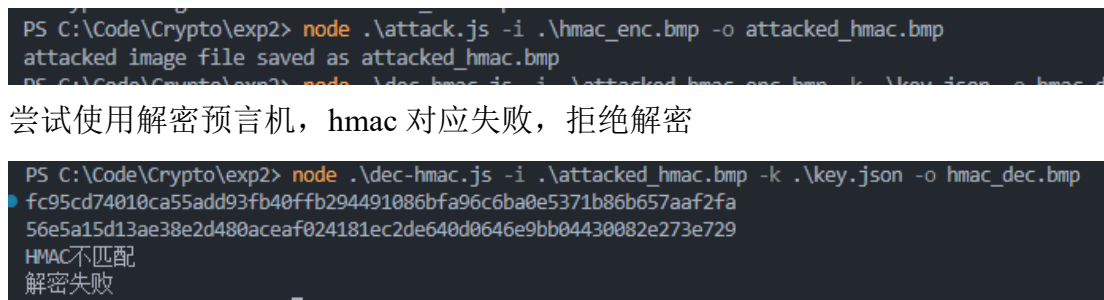 PS C:\Code\Crypto\exp2> node .\attack.js -i .\hmac_enc.bmp -o attacked_hmac.bmp
attacked image file saved as attacked_hmac.bmp
尝试使用解密预言机，hmac 对应失败，拒绝解密
PS C:\Code\Crypto\exp2> node .\dec-hmac.js -i .\attacked_hmac.bmp -k .\key.json -o hmac_dec.bmp
fc95cd74010ca55add93fb40ffb294491086bfa96c6ba0e5371b86b657aaf2fa
56e5a15d13ae38e2d480aceaf024181ec2de640d0646e9bb04430082e273e729
HMAC不匹配
解密失败